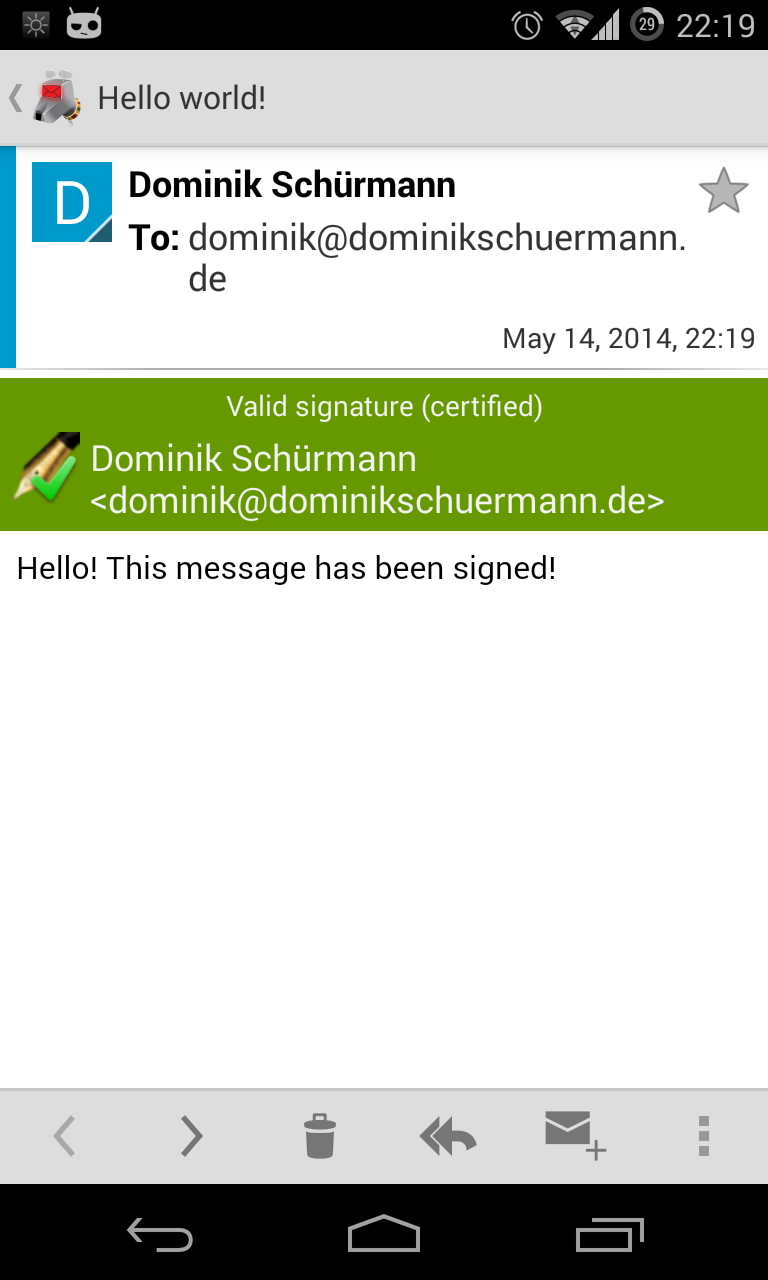 29 22:19
Hello world!
D
Dominik Schürmann
To: dominik@dominikschuermann.
de
May 14, 2014, 22:19
Valid signature (certified)
Dominik Schürmann
<dominik@dominikschuermann.de>
Hello! This message has been signed!